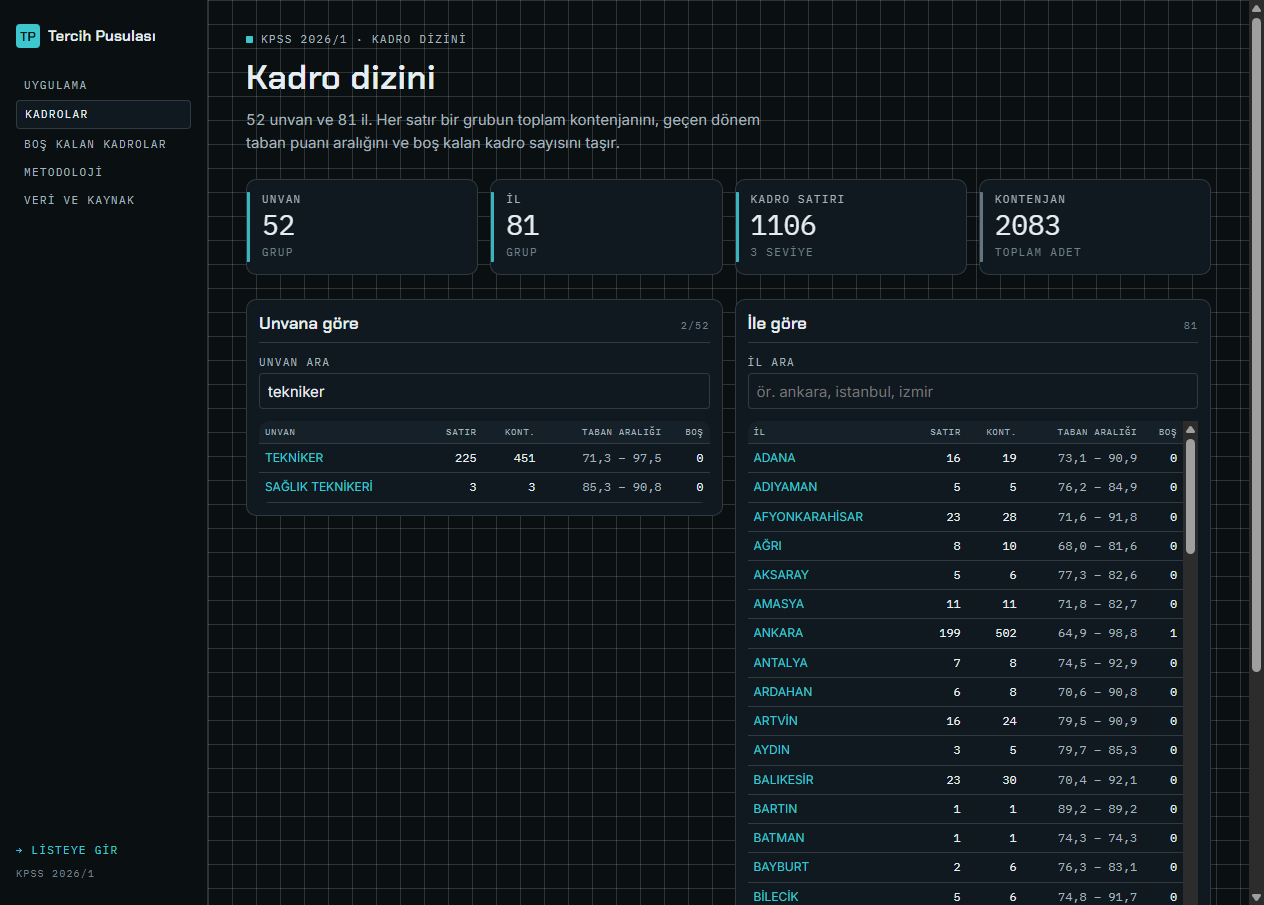 TP Tercih Pusulası
UYGULAMA
KADROLAR
BOŞ KALAN KADROLAR
METODOLOJİ
VERİ VE KAYNAK
→ LİSTEYE GİR
KPSS 2026/1
KPSS 2026/1 · KADRO DİZİNİ
Kadro dizini
52 unvan ve 81 il. Her satır bir grubun toplam kontenjanını, geçen dönem
taban puanı aralığını ve boş kalan kadro sayısını taşır.
UNVAN
52
GRUP
İL
81
GRUP
KADRO SATIRI
1106
3 SEVİYE
KONTENJAN
2083
TOPLAM ADET
Unvana göre 2/52
UNVAN ARA
tekniker
UNVAN SATIR KONT. TABAN ARALIĞI BOŞ
TEKNİKER 225 451 71,3 – 97,5 0
SAĞLIK TEKNİKERİ 3 3 85,3 – 90,8 0
İle göre 81
İL ARA
ör. ankara, istanbul, izmir
İL SATIR KONT. TABAN ARALIĞI BOŞ
ADANA 16 19 73,1 – 90,9 0
ADIYAMAN 5 5 76,2 – 84,9 0
AFYONKARAHİSAR 23 28 71,6 – 91,8 0
AĞRI 8 10 68,0 – 81,6 0
AKSARAY 5 6 77,3 – 82,6 0
AMASYA 11 11 71,8 – 82,7 0
ANKARA 199 502 64,9 – 98,8 1
ANTALYA 7 8 74,5 – 92,9 0
ARDAHAN 6 8 70,6 – 90,8 0
ARTVİN 16 24 79,5 – 90,9 0
AYDIN 3 5 79,7 – 85,3 0
BALIKESİR 23 30 70,4 – 92,1 0
BARTIN 1 1 89,2 – 89,2 0
BATMAN 1 1 74,3 – 74,3 0
BAYBURT 2 6 76,3 – 83,1 0
BİLECİK 5 6 74,8 – 91,7 0